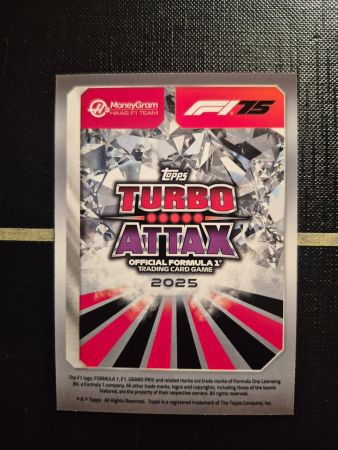 MoneyGram
HAAS F1 TEAM
F1 75
Topps
TURBO
ATTAX
OFFICIAL FORMULA 1®
TRADING CARD GAME
2025
The F1 logo, FORMULA 1, F1, GRAND PRIX and related marks are trade marks of Formula One Licensing
BV, a Formula 1 company. All other trade marks, logos and copyrights, including those of the teams
featured, are the property of their respective owners. All Rights Reserved.
® & © Topps. All Rights Reserved. Topps is a registered trademark of The Topps Company, Inc.